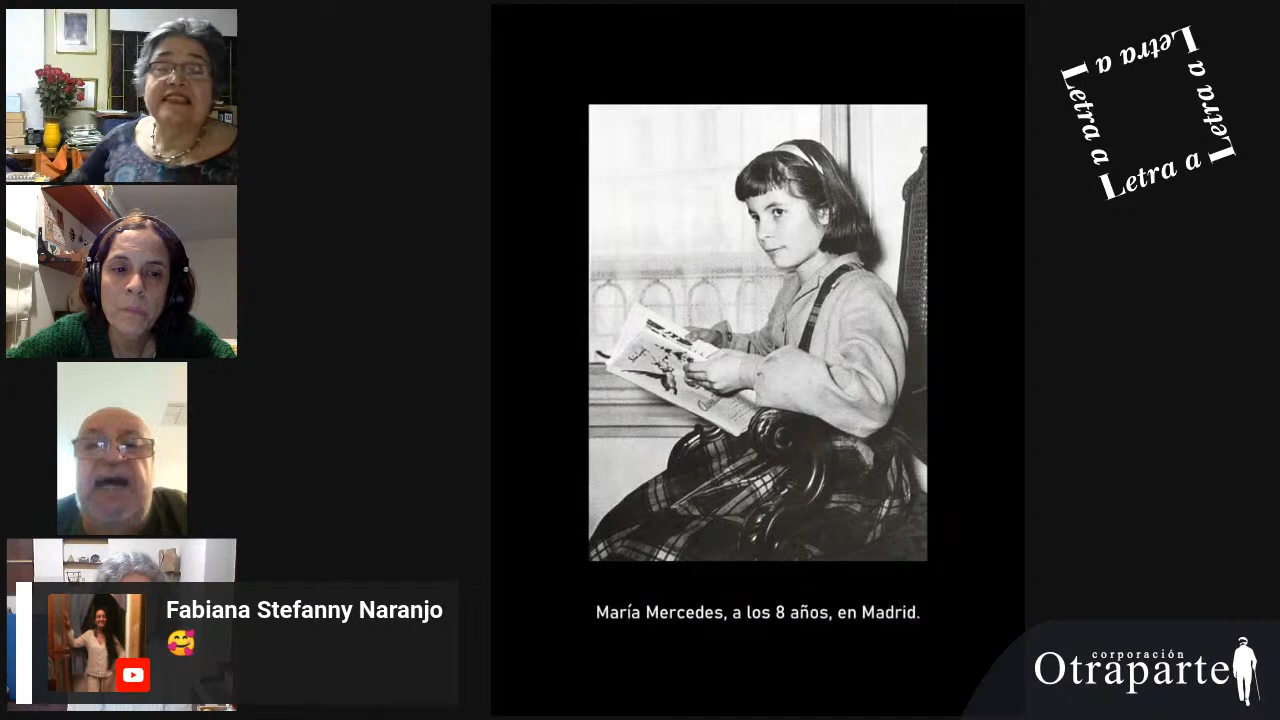 Letra a
Letra a
Letra a
Letra a
María Mercedes, a los 8 años, en Madrid.
Fabiana Stefanny Naranjo
🥰
corporación
Otraparte